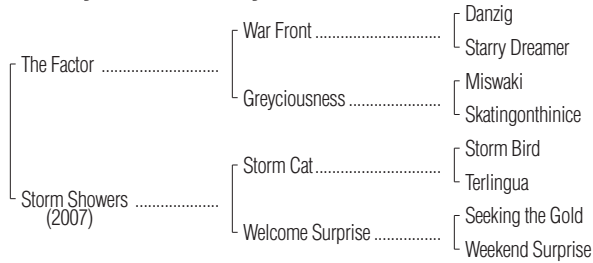 Danzig
War Front ....................................
Starry Dreamer
The Factor .................................
Miswaki
Greyciousness ..........................
Skatingonthinice
Storm Bird
Storm Cat....................................
Terlingua
Storm Showers .......................
(2007)
Seeking the Gold
Welcome Surprise ...................
Weekend Surprise